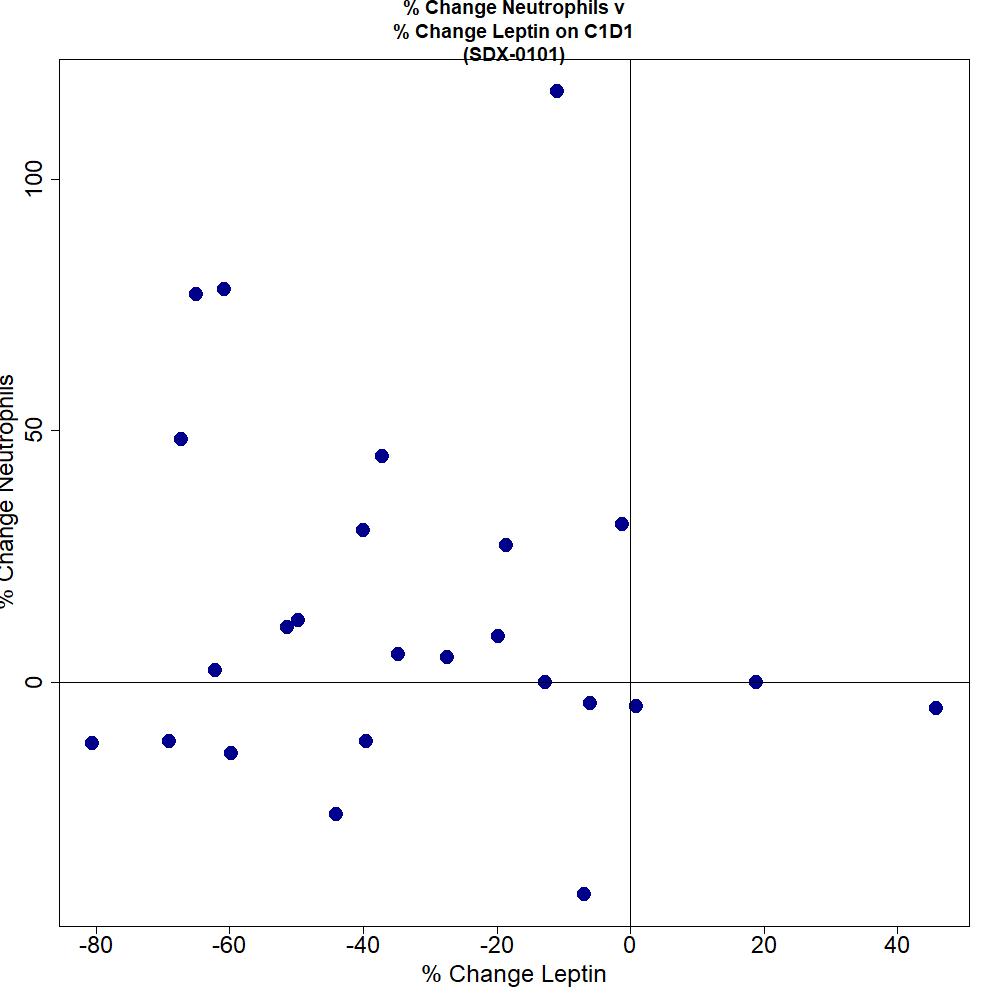 % Change Neutrophils v
% Change Leptin on C1D1
(SDX-0101)
% Change Neutrophils
100
50
0
-80 -60 -40 -20 0 20 40
% Change Leptin